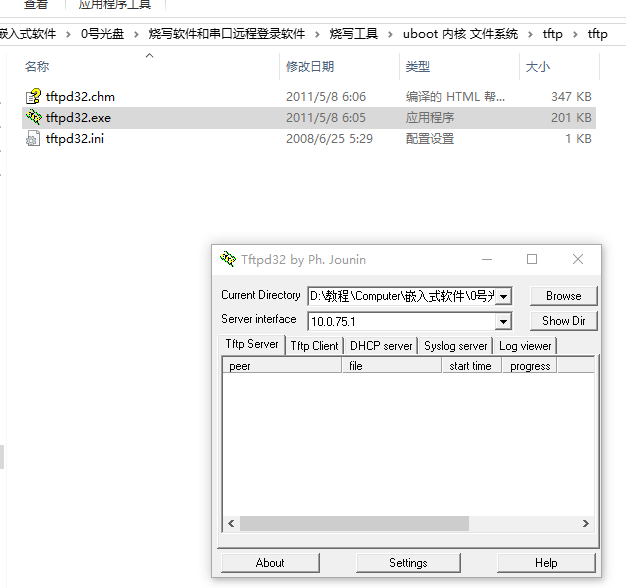 查看 应用程序工具
嵌入式软件 › 0号光盘 › 烧写软件和串口远程登录软件 › 烧写工具 › uboot 内核 文件系统 › tftp › tftp
名称 修改日期 类型 大小
tftpd32.chm 2011/5/8 6:06 编译的 HTML 帮... 347 KB
tftpd32.exe 2011/5/8 6:05 应用程序 201 KB
tftpd32.ini 2008/6/25 5:29 配置设置 1 KB
Tftpd32 by Ph. Jounin
Current Directory D:\教程\Computer\嵌入式软件\0号光 Browse
Server interface 10.0.75.1 Show Dir
Tftp Server Tftp Client DHCP server Syslog server Log viewer
peer file start time progress
About Settings Help